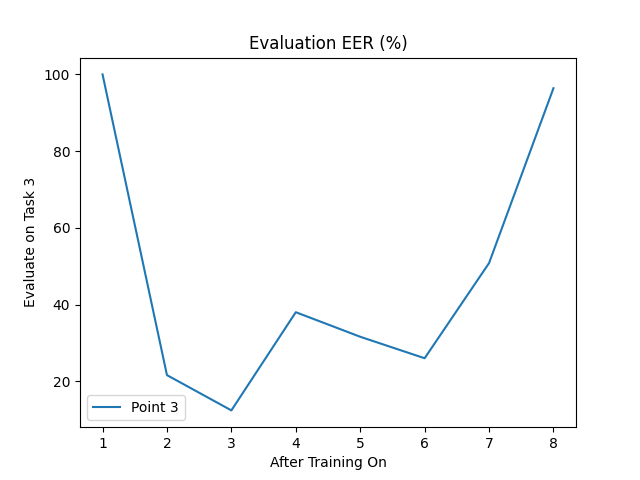 Evaluation EER (%)
100
80
60
40
20
Evaluate on Task 3
Point 3
1 2 3 4 5 6 7 8
After Training On